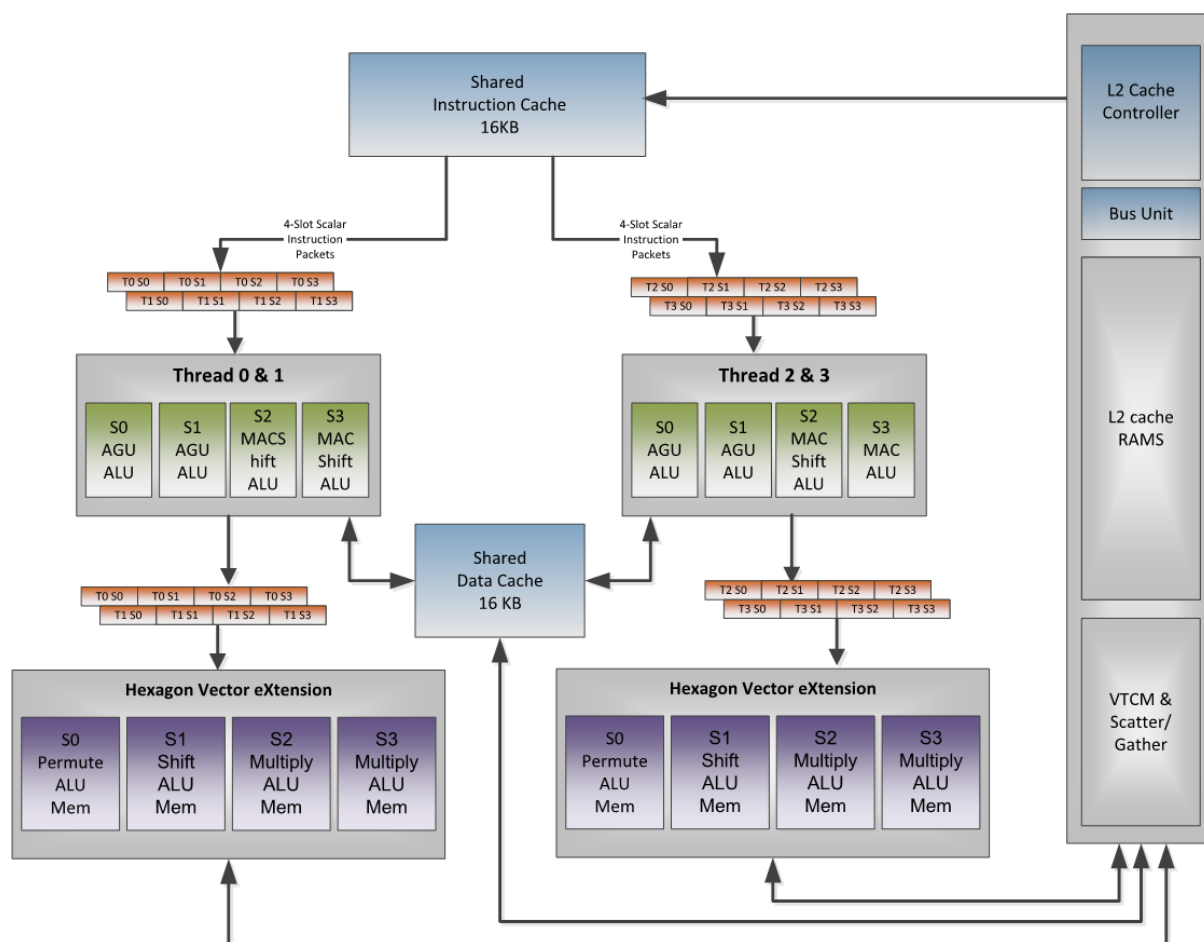 Shared
Instruction Cache
16KB
L2 Cache
Controller
Bus Unit
L2 cache
RAMS
VTCM &
Scatter/
Gather
4-Slot Scalar
Instruction
Packets
4-Slot Scalar
Instruction
Packets
T0 S0 T0 S1 T0 S2 T0 S3
T1 S0 T1 S1 T1 S2 T1 S3
T2 S0 T2 S1 T2 S2 T2 S3
T3 S0 T3 S1 T3 S2 T3 S3
Thread 0 & 1
S0
AGU
ALU
S1
AGU
ALU
S2
MACS
hift
ALU
S3
MAC
Shift
ALU
Thread 2 & 3
S0
AGU
ALU
S1
AGU
ALU
S2
MAC
Shift
ALU
S3
MAC
ALU
Shared
Data Cache
16 KB
T0 S0 T0 S1 T0 S2 T0 S3
T1 S0 T1 S1 T1 S2 T1 S3
T2 S0 T2 S1 T2 S2 T2 S3
T3 S0 T3 S1 T3 S2 T3 S3
Hexagon Vector eXtension
S0
Permute
ALU
Mem
S1
Shift
ALU
Mem
S2
Multiply
ALU
Mem
S3
Multiply
ALU
Mem
Hexagon Vector eXtension
S0
Permute
ALU
Mem
S1
Shift
ALU
Mem
S2
Multiply
ALU
Mem
S3
Multiply
ALU
Mem